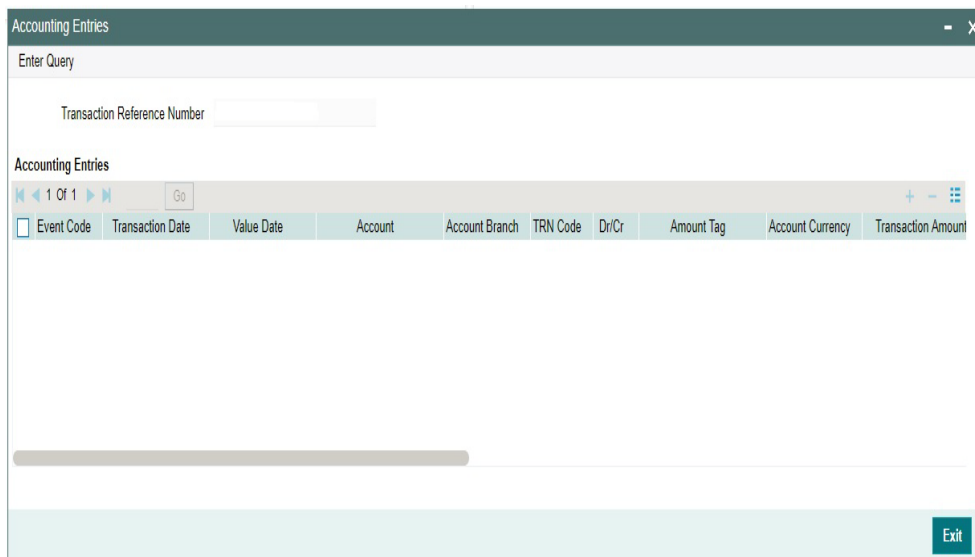 Accounting Entries
Enter Query
Transaction Reference Number
Accounting Entries
1 Of 1 Go
Event Code Transaction Date Value Date Account Account Branch TRN Code Dr/Cr Amount Tag Account Currency Transaction Amount
Exit